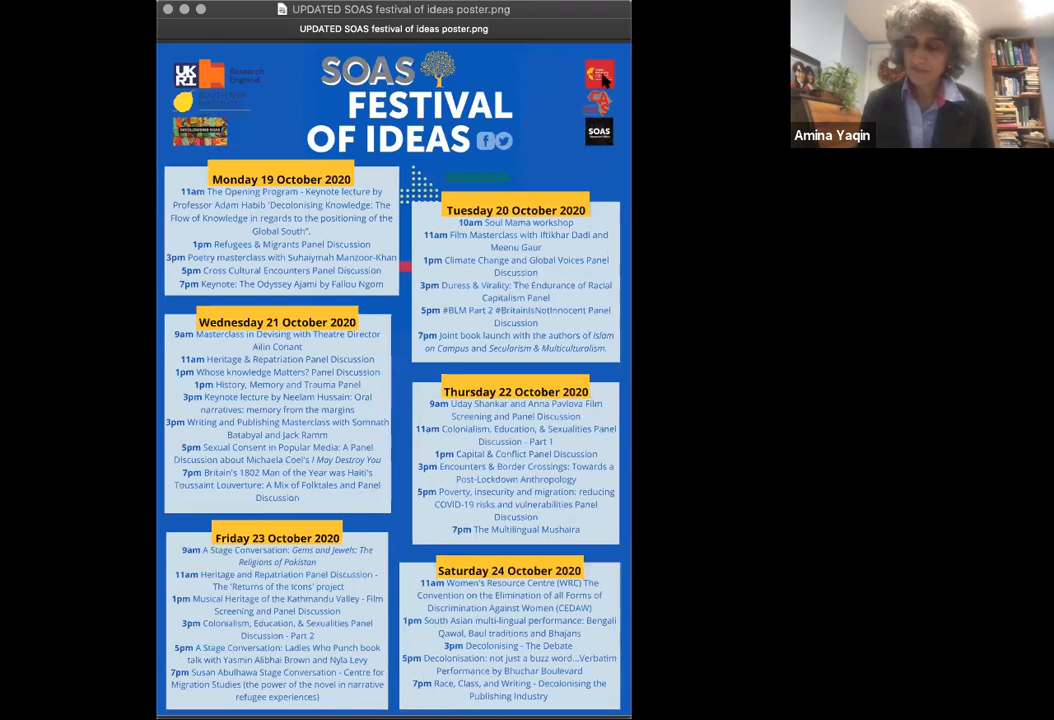 UPDATED SOAS festival of ideas poster.png
UPDATED SOAS festival of ideas poster.png
UK
RI
Research
England
SOAS
FESTIVAL
OF IDEAS
DECOLONISING SOAS
SOAS
Amina Yaqin
Monday 19 October 2020
11am The Opening Program - Keynote lecture by
Professor Adam Habib 'Decolonising Knowledge: The
Flow of Knowledge in regards to the positioning of the
Global South".
1pm Refugees & Migrants Panel Discussion
3pm Poetry masterclass with Suhaiymah Manzoor-Khan
5pm Cross Cultural Encounters Panel Discussion
7pm Keynote: The Odyssey Ajami by Fallou Ngom
Tuesday 20 October 2020
10am Soul Mama workshop
11am Film Masterclass with Iftikhar Dadi and
Meenu Gaur
1pm Climate Change and Global Voices Panel
Discussion
3pm Duress & Virality: The Endurance of Racial
Capitalism Panel
5pm #BLM Part 2 #BritainIsNotInnocent Panel
Discussion
7pm Joint book launch with the authors of Islam
on Campus and Secularism & Multiculturalism.
Wednesday 21 October 2020
9am Masterclass in Devising with Theatre Director
Ailin Conant
11am Heritage & Repatriation Panel Discussion
1pm Whose knowledge Matters? Panel Discussion
1pm History, Memory and Trauma Panel
3pm Keynote lecture by Neelam Hussain: Oral
narratives: memory from the margins
3pm Writing and Publishing Masterclass with Somnath
Batabyal and Jack Ramm
5pm Sexual Consent in Popular Media: A Panel
Discussion about Michaela Coel's I May Destroy You
7pm Britain's 1802 Man of the Year was Haiti's
Toussaint Louverture: A Mix of Folktales and Panel
Discussion
Thursday 22 October 2020
9am Uday Shankar and Anna Pavlova Film
Screening and Panel Discussion
11am Colonialism, Education, & Sexualities Panel
Discussion - Part 1
1pm Capital & Conflict Panel Discussion
3pm Encounters & Border Crossings: Towards a
Post-Lockdown Anthropology
5pm Poverty, insecurity and migration: reducing
COVID-19 risks and vulnerabilities Panel
Discussion
7pm The Multilingual Mushaira
Friday 23 October 2020
9am A Stage Conversation: Gems and Jewels: The
Religions of Pakistan
11am Heritage and Repatriation Panel Discussion -
The 'Returns of the Icons' project
1pm Musical Heritage of the Kathmandu Valley - Film
Screening and Panel Discussion
3pm Colonialism, Education, & Sexualities Panel
Discussion - Part 2
5pm A Stage Conversation: Ladies Who Punch book
talk with Yasmin Alibhai Brown and Nyla Levy
7pm Susan Abulhawa Stage Conversation - Centre for
Migration Studies (the power of the novel in narrative
refugee experiences)
Saturday 24 October 2020
11am Women's Resource Centre (WRC) The
Convention on the Elimination of all Forms of
Discrimination Against Women (CEDAW)
1pm South Asian multi-lingual performance: Bengali
Qawal, Baul traditions and Bhajans
3pm Decolonising - The Debate
5pm Decolonisation: not just a buzz word...Verbatim
Performance by Bhuchar Boulevard
7pm Race, Class, and Writing - Decolonising the
Publishing Industry